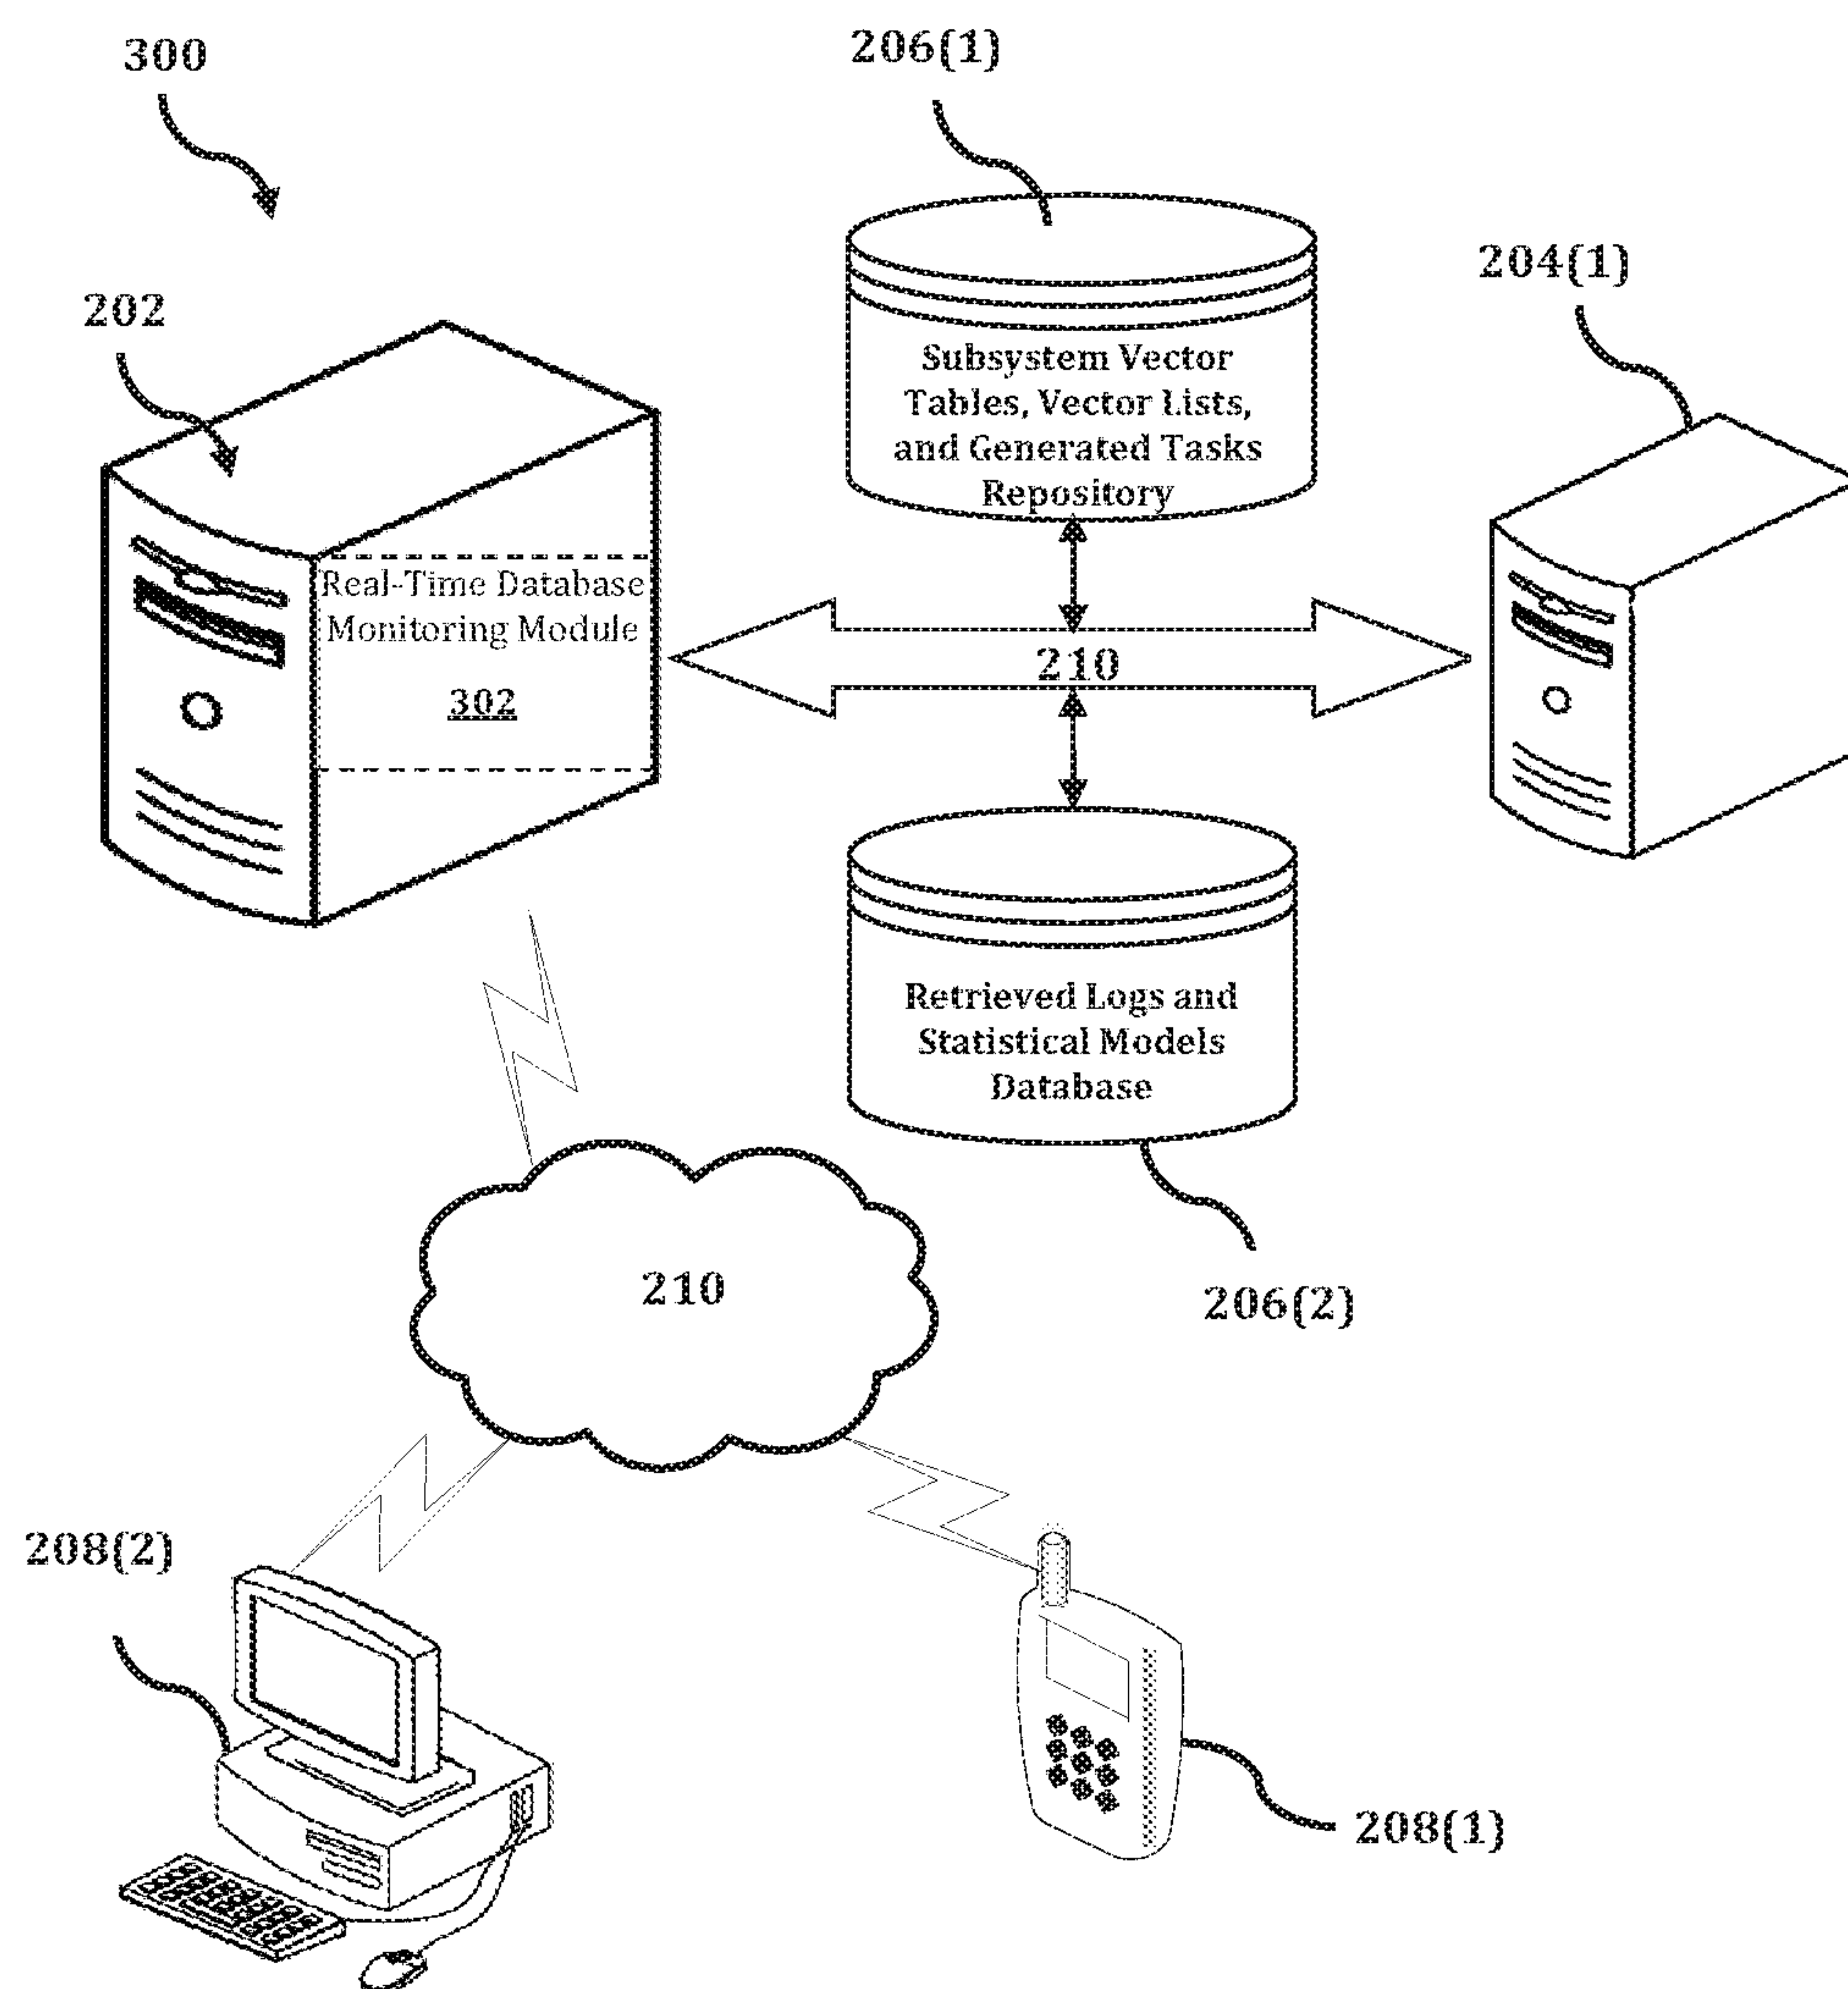 300
206(1)
204(1)
202
Subsystem Vector
Tables, Vector Lists,
and Generated Tasks
Repository
Real-Time Database
Monitoring Module
302
210
Retrieved Logs and
Statistical Models
Database
206(2)
210
208(2)
208(1)